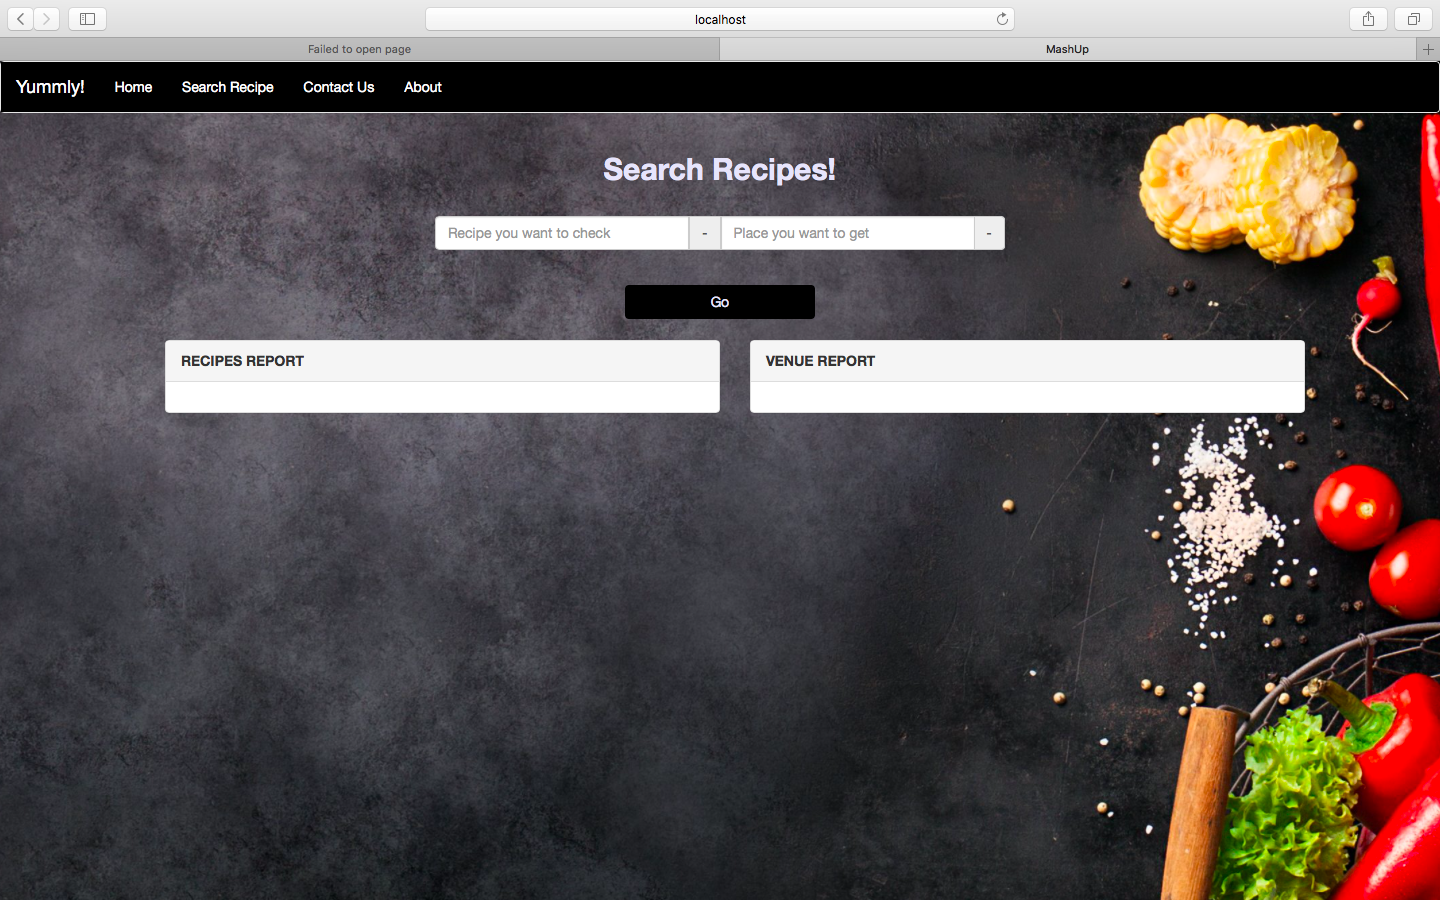 localhost
Failed to open page
MashUp
Yummly! Home Search Recipe Contact Us About
Search Recipes!
Recipe you want to check - Place you want to get -
Go
RECIPES REPORT
VENUE REPORT